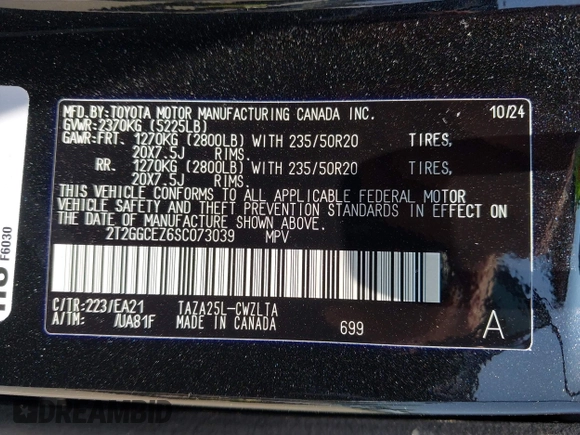 MFD.BY:TOYOTA MOTOR MANUFACTURING CANADA INC. 10/24
GVWR:2370KG (5225LB)
GAWR:FRT. 1270KG (2800LB) WITH 235/50R20 TIRES,
20X7.5J RIMS.
RR. 1270KG (2800LB) WITH 235/50R20 TIRES,
20X7.5J RIMS.
THIS VEHICLE CONFORMS TO ALL APPLICABLE FEDERAL MOTOR
VEHICLE SAFETY AND THEFT PREVENTION STANDARDS IN EFFECT ON
THE DATE OF MANUFACTURE SHOWN ABOVE.
2T2GGCEZ6SC073039 MPV
C/TR:223/EA21 TAZA25L-CWZLTA
A/TM: /UA81F MADE IN CANADA 699 A
F6030
DREAMBID